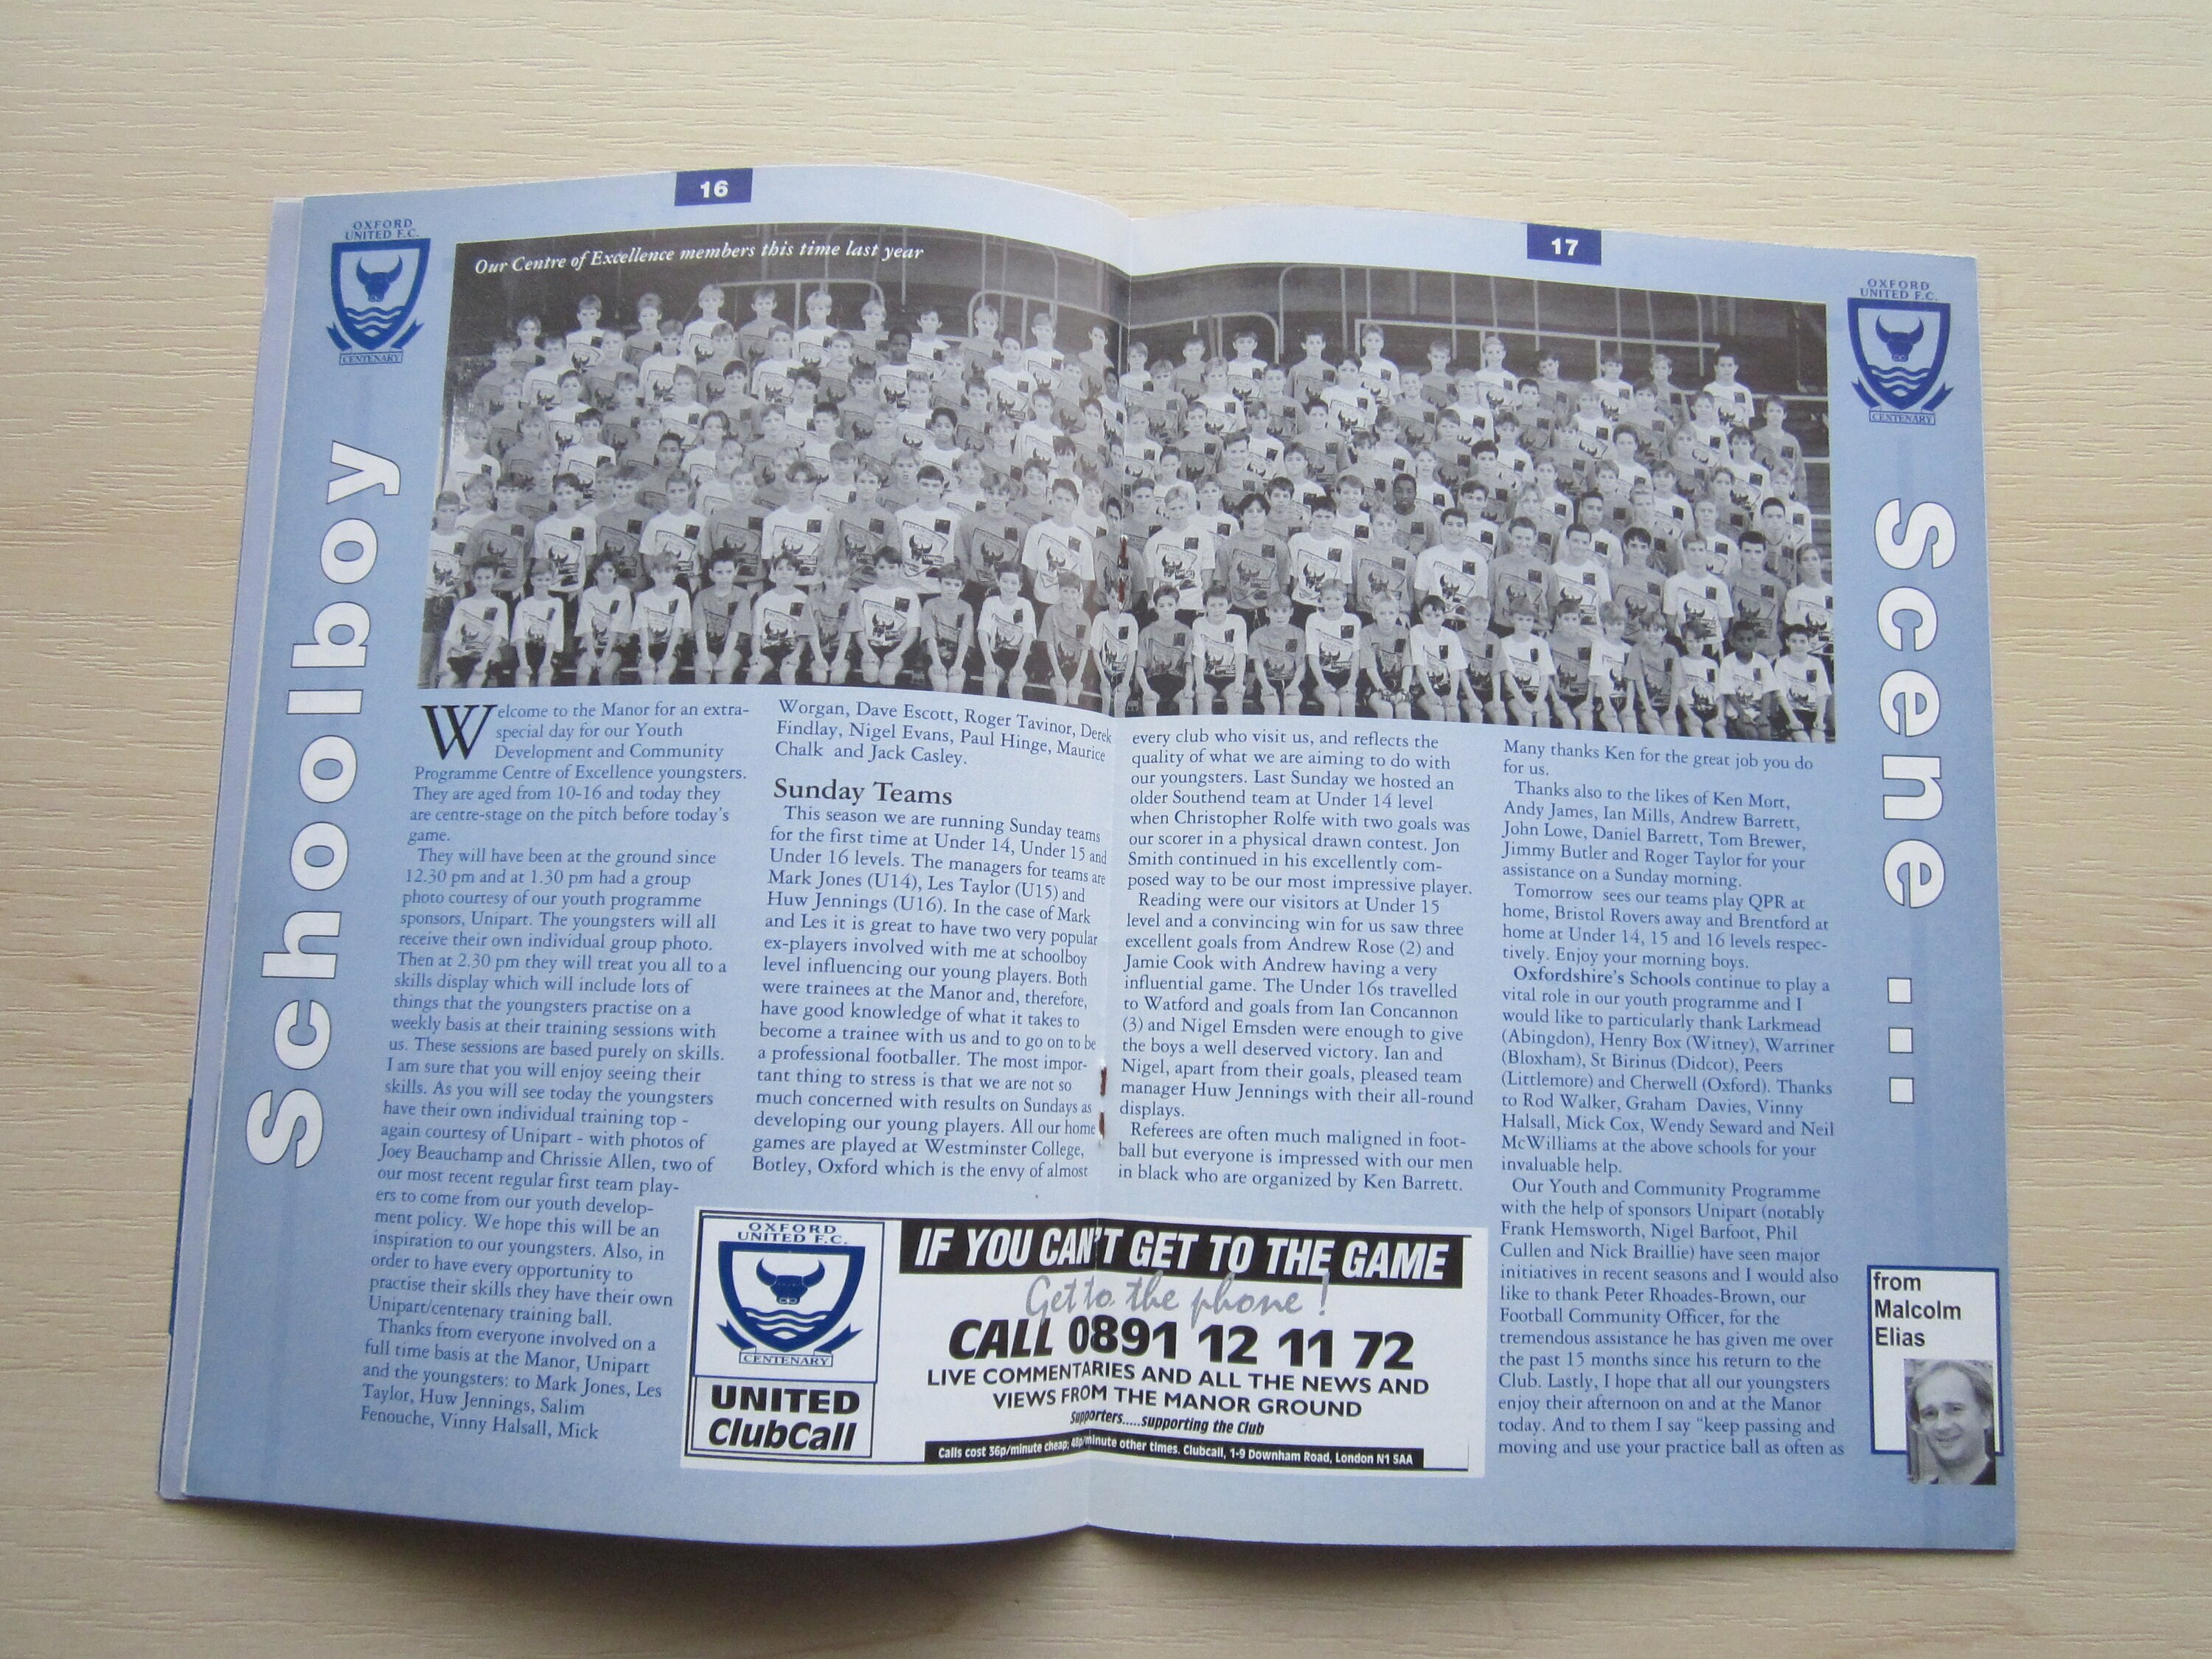 16
OXFORD
UNITED F.C.
CENTENARY
Schoolboy
Our Centre of Excellence members this time last year
Welcome to the Manor for an extra-
special day for our Youth
Development and Community
Programme Centre of Excellence youngsters.
They are aged from 10-16 and today they
are centre-stage on the pitch before today's
game.
They will have been at the ground since
12.30 pm and at 1.30 pm had a group
photo courtesy of our youth programme
sponsors, Unipart. The youngsters will all
receive their own individual group photo.
Then at 2.30 pm they will treat you all to a
skills display which will include lots of
things that the youngsters practise on a
weekly basis at their training sessions with
us. These sessions are based purely on skills.
I am sure that you will enjoy seeing their
skills. As you will see today the youngsters
have their own individual training top -
again courtesy of Unipart - with photos of
Joey Beauchamp and Chrissie Allen, two of
our most recent regular first team play-
ers to come from our youth develop-
ment policy. We hope this will be an
inspiration to our youngsters. Also, in
order to have every opportunity to
practise their skills they have their own
Unipart/centenary training ball.
Thanks from everyone involved on a
full time basis at the Manor, Unipart
and the youngsters: to Mark Jones, Les
Taylor, Huw Jennings, Salim
Fenouche, Vinny Halsall, Mick
Worgan, Dave Escott, Roger Tavinor, Derek
Findlay, Nigel Evans, Paul Hinge, Maurice
Chalk and Jack Casley.
Sunday Teams
This season we are running Sunday teams
for the first time at Under 14, Under 15 and
Under 16 levels. The managers for teams are
Mark Jones (U14), Les Taylor (U15) and
Huw Jennings (U16). In the case of Mark
and Les it is great to have two very popular
ex-players involved with me at schoolboy
level influencing our young players. Both
were trainees at the Manor and, therefore,
have good knowledge of what it takes to
become a trainee with us and to go on to be
a professional footballer. The most impor-
tant thing to stress is that we are not so
much concerned with results on Sundays as
developing our young players. All our home
games are played at Westminster College,
Botley, Oxford which is the envy of almost
17
OXFORD
UNITED F.C.
CENTENARY
Scene ...
every club who visit us, and reflects the
quality of what we are aiming to do with
our youngsters. Last Sunday we hosted an
older Southend team at Under 14 level
when Christopher Rolfe with two goals was
our scorer in a physical drawn contest. Jon
Smith continued in his excellently com-
posed way to be our most impressive player.
Reading were our visitors at Under 15
level and a convincing win for us saw three
excellent goals from Andrew Rose (2) and
Jamie Cook with Andrew having a very
influential game. The Under 16s travelled
to Watford and goals from Ian Concannon
(3) and Nigel Emsden were enough to give
the boys a well deserved victory. Ian and
Nigel, apart from their goals, pleased team
manager Huw Jennings with their all-round
displays.
Referees are often much maligned in foot-
ball but everyone is impressed with our men
in black who are organized by Ken Barrett.
Many thanks Ken for the great job you do
for us.
Thanks also to the likes of Ken Mort,
Andy James, Ian Mills, Andrew Barrett,
John Lowe, Daniel Barrett, Tom Brewer,
Jimmy Butler and Roger Taylor for your
assistance on a Sunday morning.
Tomorrow sees our teams play QPR at
home, Bristol Rovers away and Brentford at
home at Under 14, 15 and 16 levels respec-
tively. Enjoy your morning boys.
Oxfordshire's Schools continue to play a
vital role in our youth programme and I
would like to particularly thank Larkmead
(Abingdon), Henry Box (Witney), Warriner
(Bloxham), St Birinus (Didcot), Peers
(Littlemore) and Cherwell (Oxford). Thanks
to Rod Walker, Graham Davies, Vinny
Halsall, Mick Cox, Wendy Seward and Neil
McWilliams at the above schools for your
invaluable help.
Our Youth and Community Programme
with the help of sponsors Unipart (notably
Frank Hemsworth, Nigel Barfoot, Phil
Cullen and Nick Braillie) have seen major
initiatives in recent seasons and I would also
like to thank Peter Rhoades-Brown, our
Football Community Officer, for the
tremendous assistance he has given me over
the past 15 months since his return to the
Club. Lastly, I hope that all our youngsters
enjoy their afternoon on and at the Manor
today. And to them I say "keep passing and
moving and use your practice ball as often as
from
Malcolm
Elias
OXFORD
UNITED F.C.
CENTENARY
UNITED
ClubCall
IF YOU CAN'T GET TO THE GAME
Get to the phone!
CALL 0891 12 11 72
LIVE COMMENTARIES AND ALL THE NEWS AND
VIEWS FROM THE MANOR GROUND
Supporters.....supporting the Club
Calls cost 36p/minute cheap; 48p/minute other times. Clubcall, 1-9 Downham Road, London N1 5AA